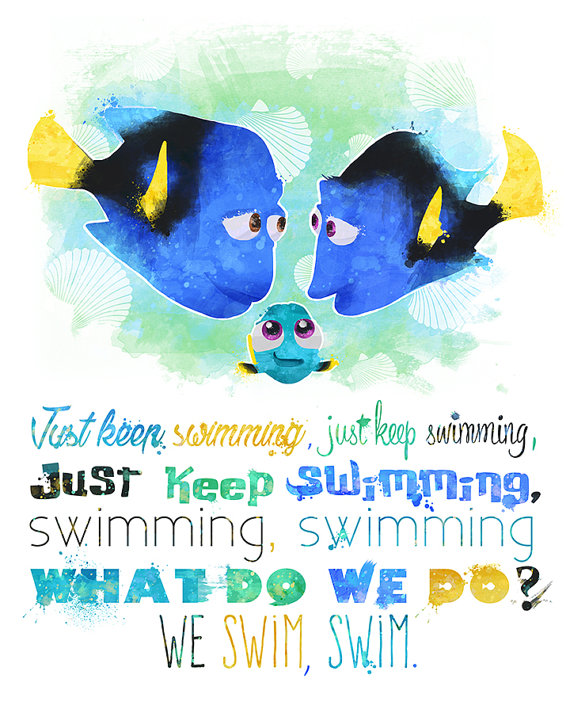 Just keep swimming, just keep swimming,
Just Keep swimming,
swimming, swimming
WHAT DO WE DO?
WE SWIM, SWIM.